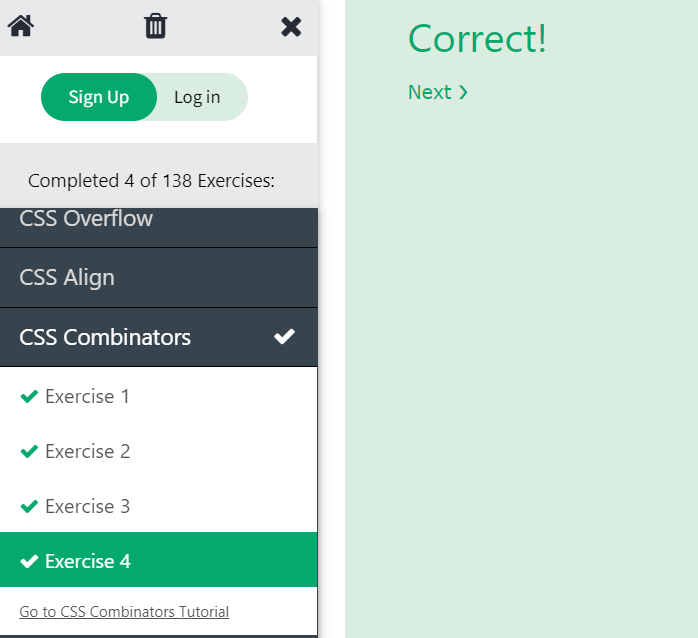 Sign Up
Log in
Completed 4 of 138 Exercises:
CSS Overflow
CSS Align
CSS Combinators
Exercise 1
Exercise 2
Exercise 3
Exercise 4
Go to CSS Combinators Tutorial
Correct!
Next ❯